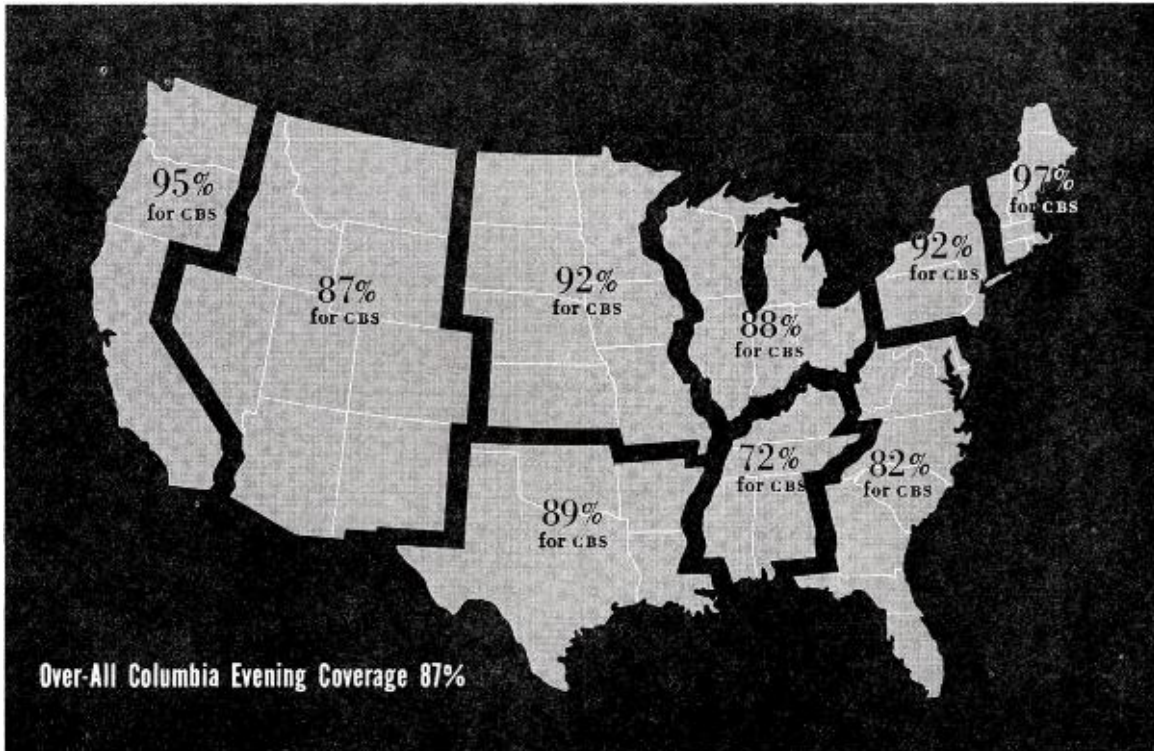 95%
for CBS
87%
for CBS
92%
for CBS
88%
for CBS
92%
for CBS
97%
for CBS
89%
for CBS
72%
for CBS
82%
for CBS
Over-All Columbia Evening Coverage 87%